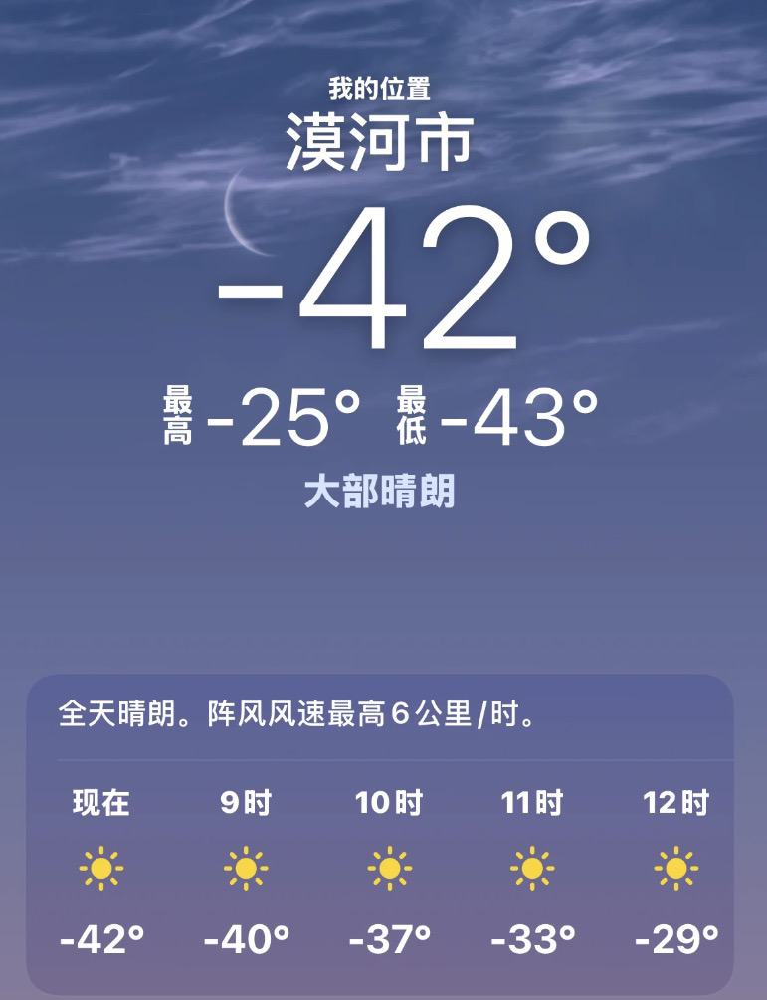 我的位置
漠河市
-42°
最高 -25° 最低 -43°
大部晴朗
全天晴朗。阵风风速最高6公里/时。
现在 9时 10时 11时 12时
-42° -40° -37° -33° -29°